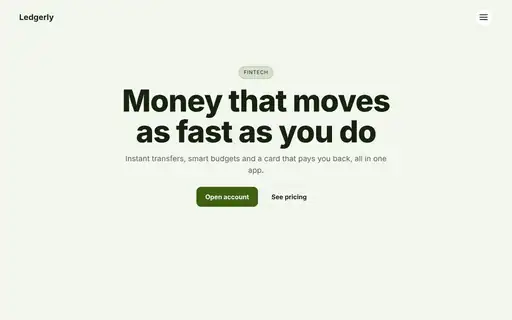 Ledgerly
FINTECH
Money that moves
as fast as you do
Instant transfers, smart budgets and a card that pays you back, all in one
app.
Open account
See pricing